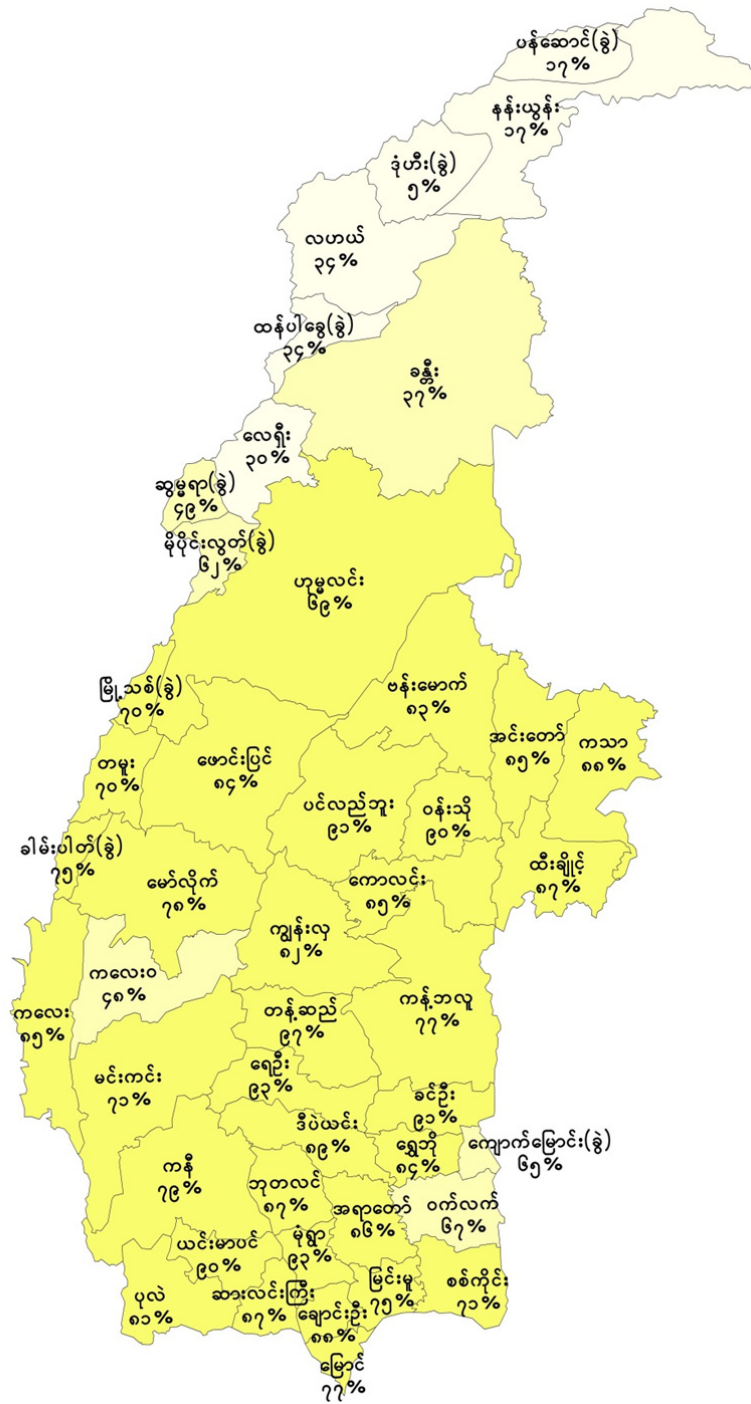 ပန်ဆောင်(ခွဲ)
၁၇%
နန်းယွန်း
၁၇%
ဒုံဟီး(ခွဲ)
၅%
လဟယ်
၃၄%
ထန်ပါခွေ(ခွဲ)
၃၄%
ခန္တီး
၃၇%
လေရှီး
၃၀%
ဆွမ္မရာ(ခွဲ)
၄၉%
မိုပိုင်းလွတ်(ခွဲ)
၆၂%
ဟုမ္မလင်း
၆၉%
မြို့သစ်(ခွဲ)
၇၀%
ဗန်းမောက်
၈၃%
အင်းတော်
၈၅%
ကသာ
၈၈%
တမူး
၇၀%
ဖောင်းပြင်
၈၄%
ပင်လည်ဘူး
၉၁%
ဝန်းသို
၉၀%
ခါမ်းပါတ်(ခွဲ)
၇၅%
မော်လိုက်
၇၈%
ကောလင်း
၈၅%
ထီးချိုင့်
၈၇%
ကျွန်းလှ
၈၂%
ကလေးဝ
၄၈%
ကလေး
၈၅%
တန့်ဆည်
၉၇%
ကန့်ဘလူ
၇၇%
မင်းကင်း
၇၁%
ရေဦး
၉၃%
ခင်ဦး
၉၁%
ဒီပဲယင်း
၈၉%
ရွှေဘို
၈၄%
ကျောက်မြောင်း(ခွဲ)
၆၅%
ကနီ
၇၉%
ဘုတလင်
၈၇%
အရာတော်
၈၆%
ဝက်လက်
၆၇%
ယင်းမာပင်
၉၀%
မုံရွာ
၉၃%
ပုလဲ
၈၁%
ဆားလင်းကြီး
၈၇%
ချောင်းဦး
၈၈%
မြင်းမူ
၇၅%
စစ်ကိုင်း
၇၁%
မြောင်
၇၇%